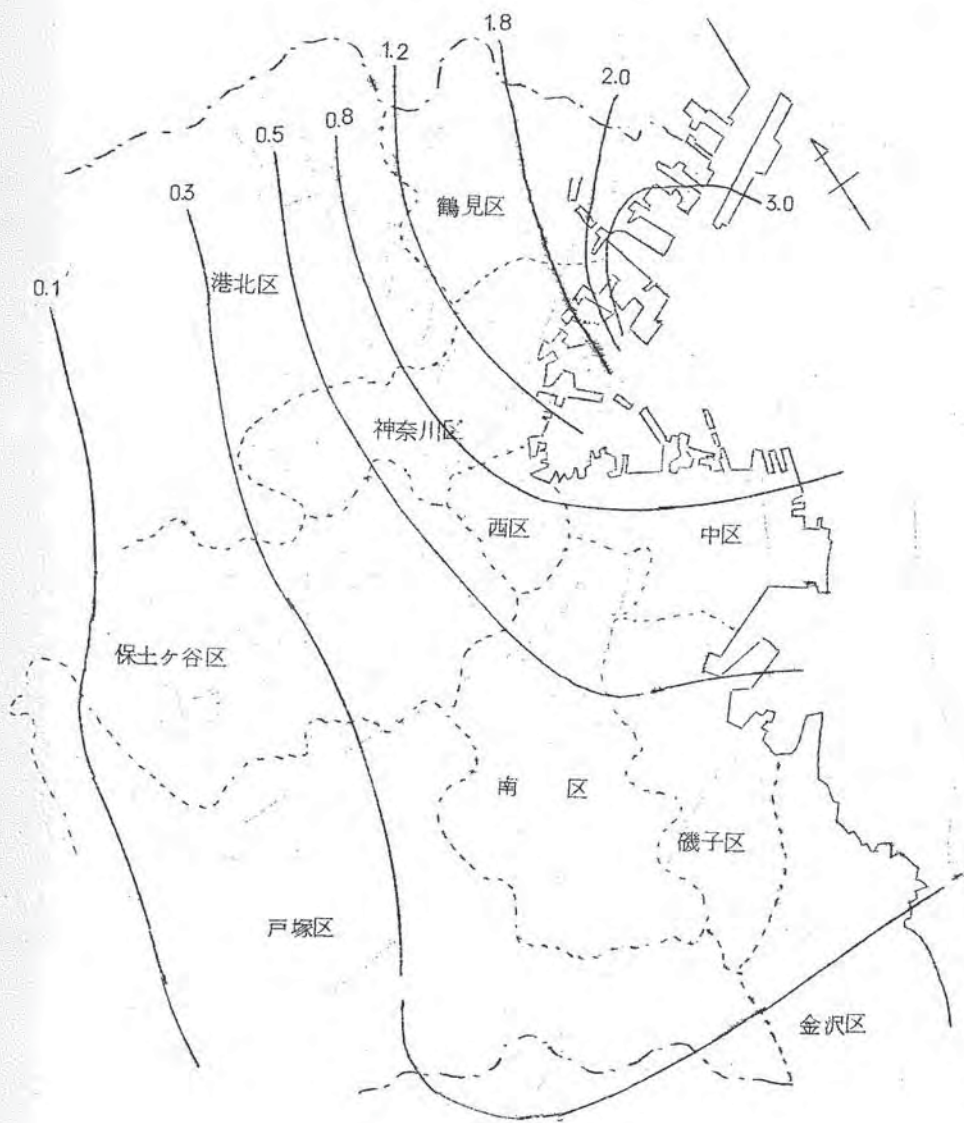 1.8
1.2
2.0
0.8
0.5
0.3
3.0
鶴見区
港北区
0.1
神奈川区
西区
中区
保土ヶ谷区
南 区
磯子区
戸塚区
金沢区